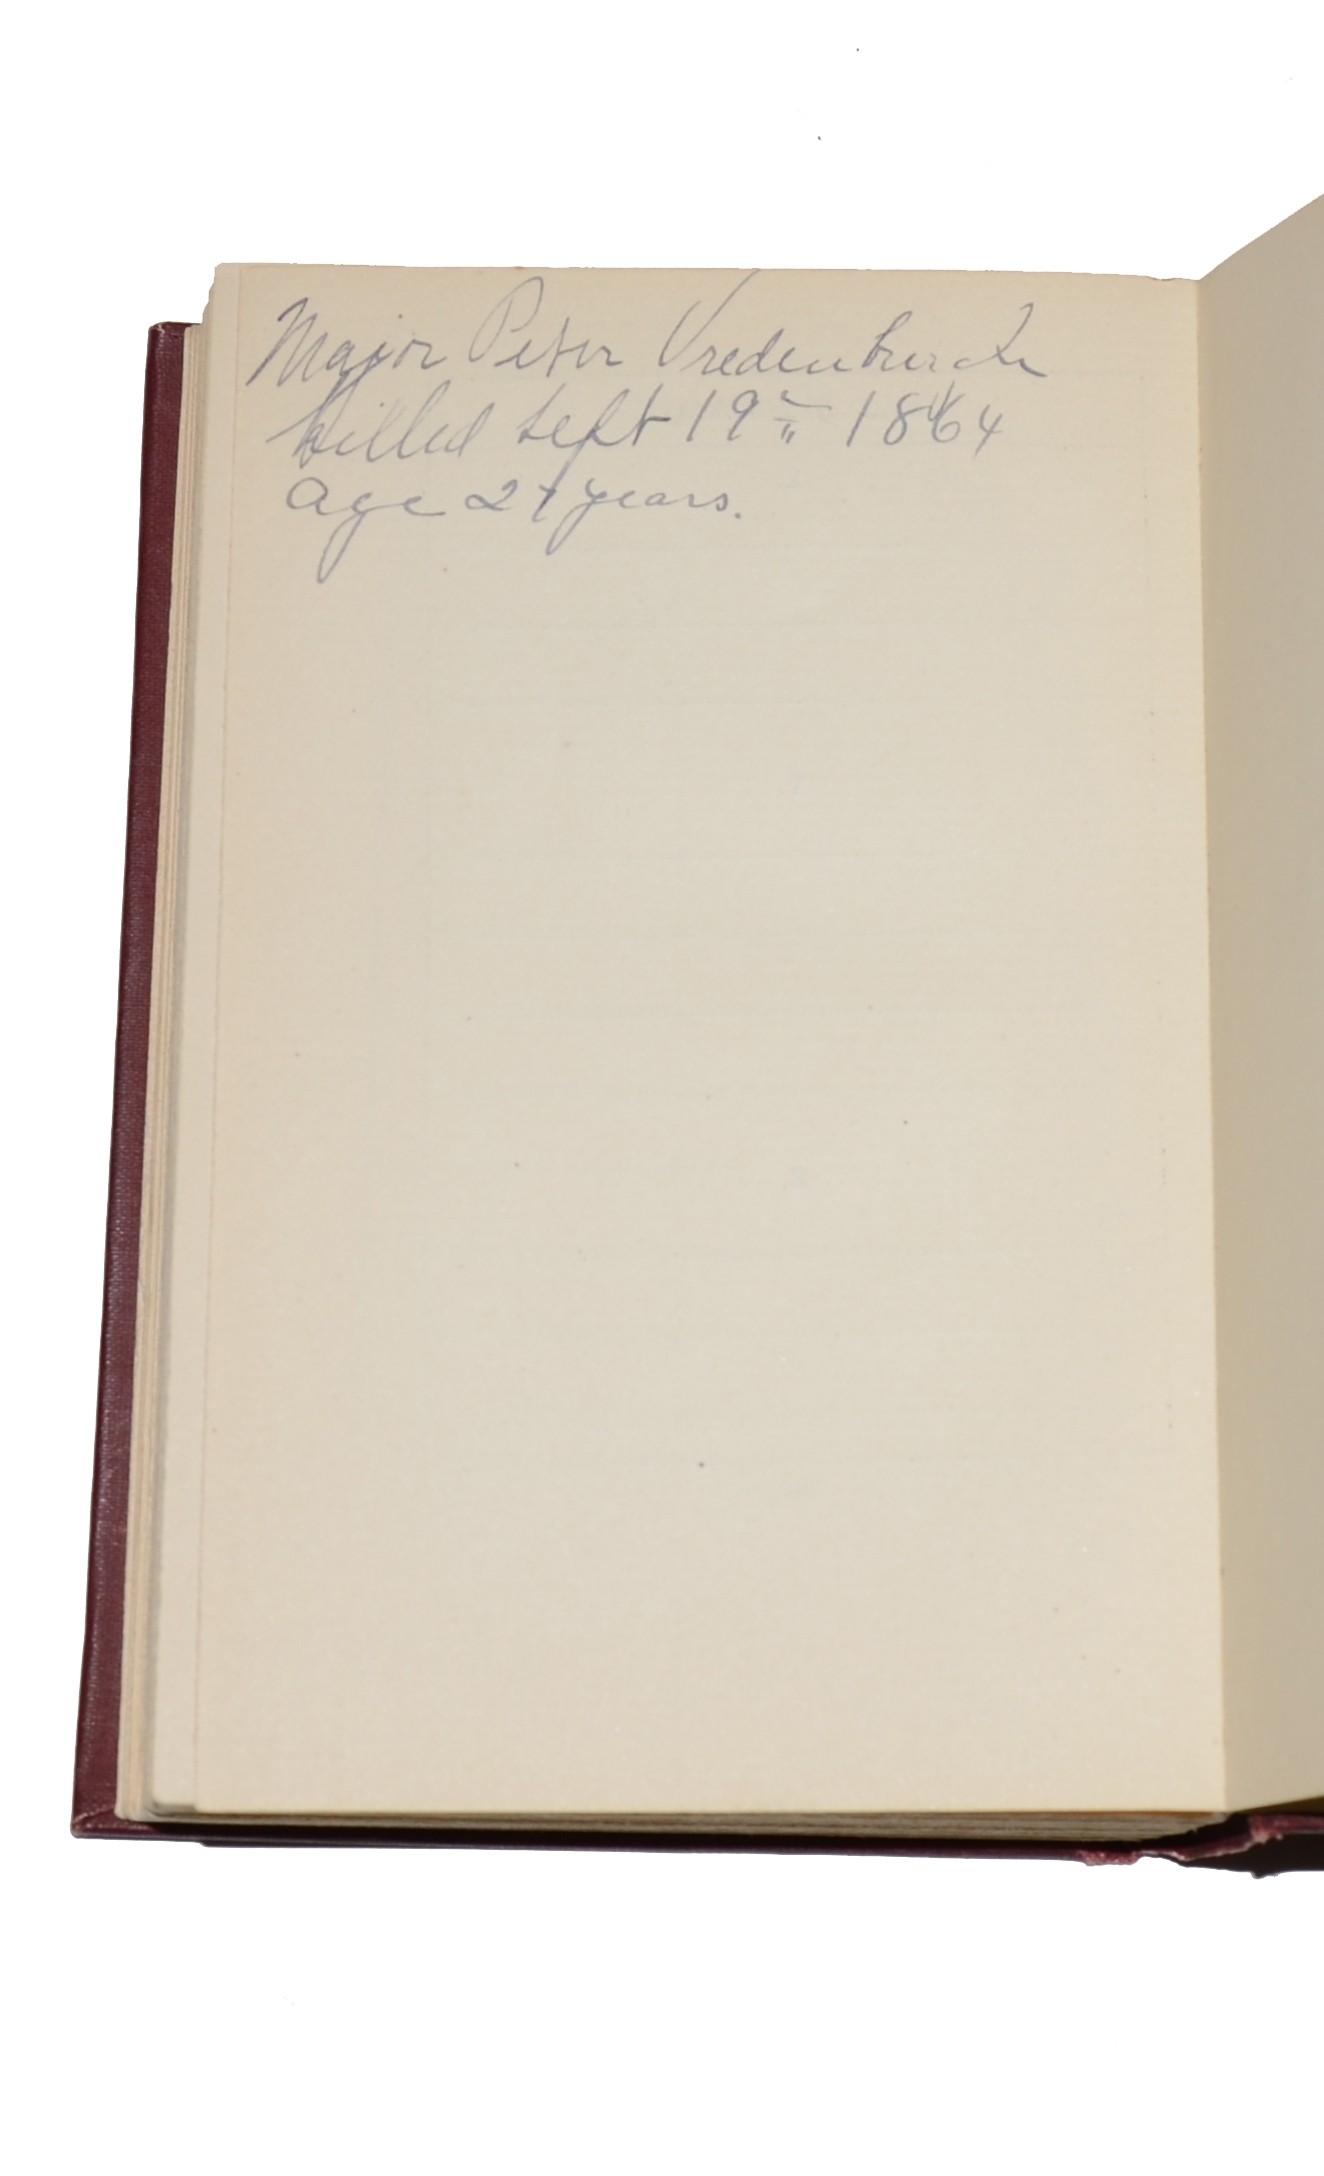 Major Peter Vredenburgh
killed Sept 19th 1864
age 27 years.